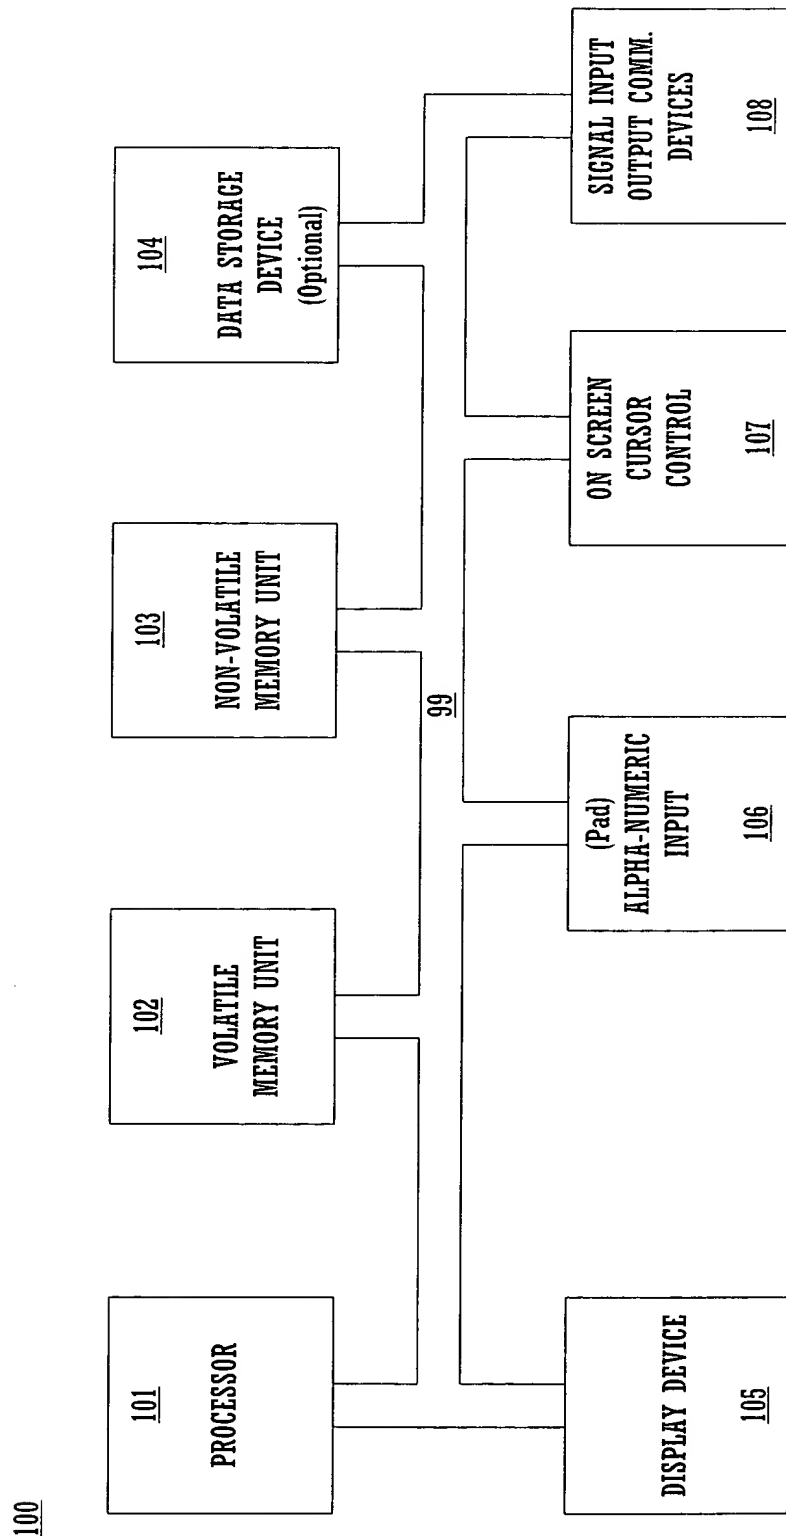 100
101
PROCESSOR
102
VOLATILE
MEMORY UNIT
103
NON-VOLATILE
MEMORY UNIT
104
DATA STORAGE
DEVICE
(Optional)
99
DISPLAY DEVICE
105
(Pad)
ALPHA-NUMERIC
INPUT
106
ON SCREEN
CURSOR
CONTROL
107
SIGNAL INPUT
OUTPUT COMM.
DEVICES
108